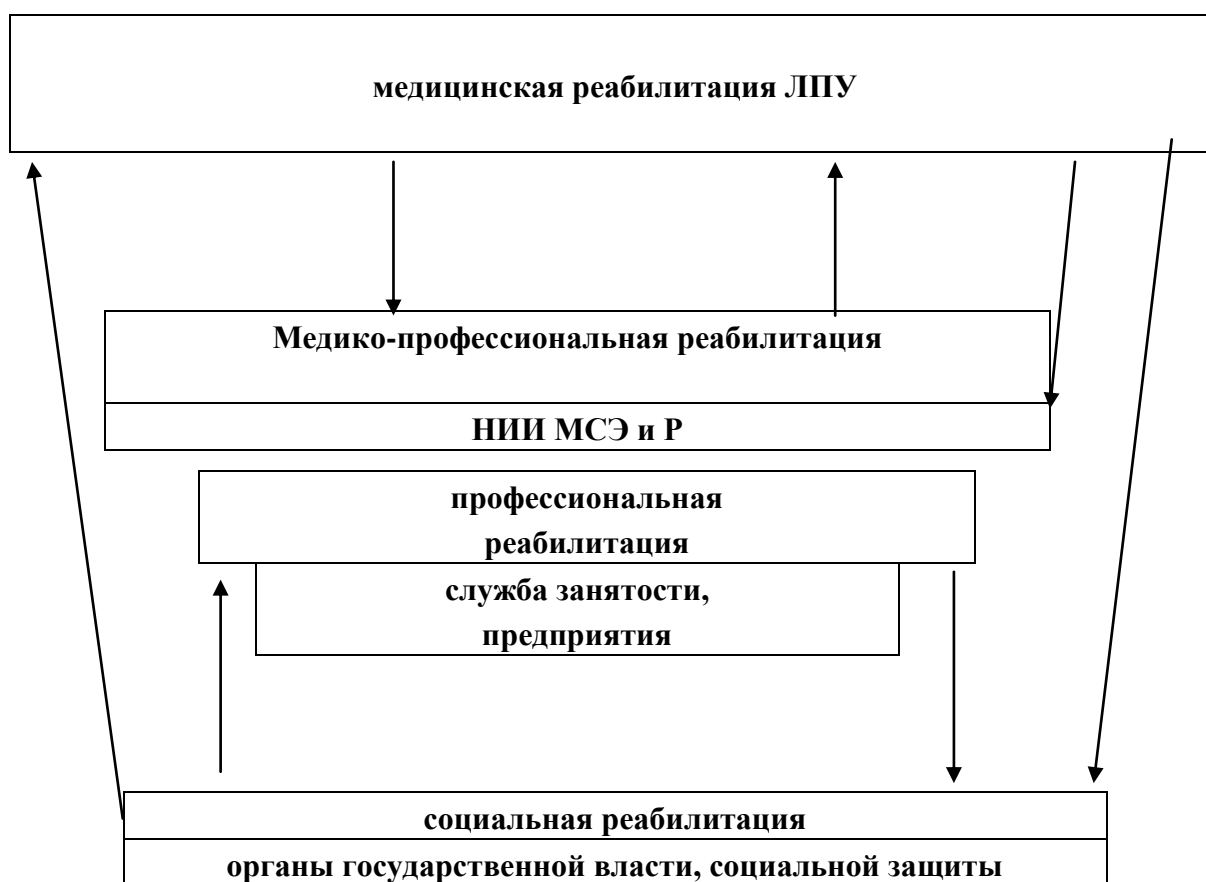 медицинская реабилитация ЛПУ
Медико-профессиональная реабилитация
НИИ МСЭ и Р
профессиональная
реабилитация
служба занятости,
предприятия
социальная реабилитация
органы государственной власти, социальной защиты